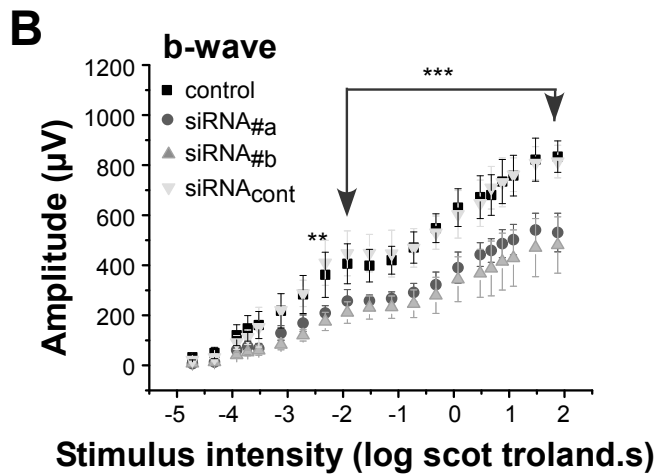 B
b-wave
control
siRNA#a
siRNA#b
siRNAcont
***
**
Amplitude (µV)
1200
1000
800
600
400
200
0
-5 -4 -3 -2 -1 0 1 2
Stimulus intensity (log scot troland.s)